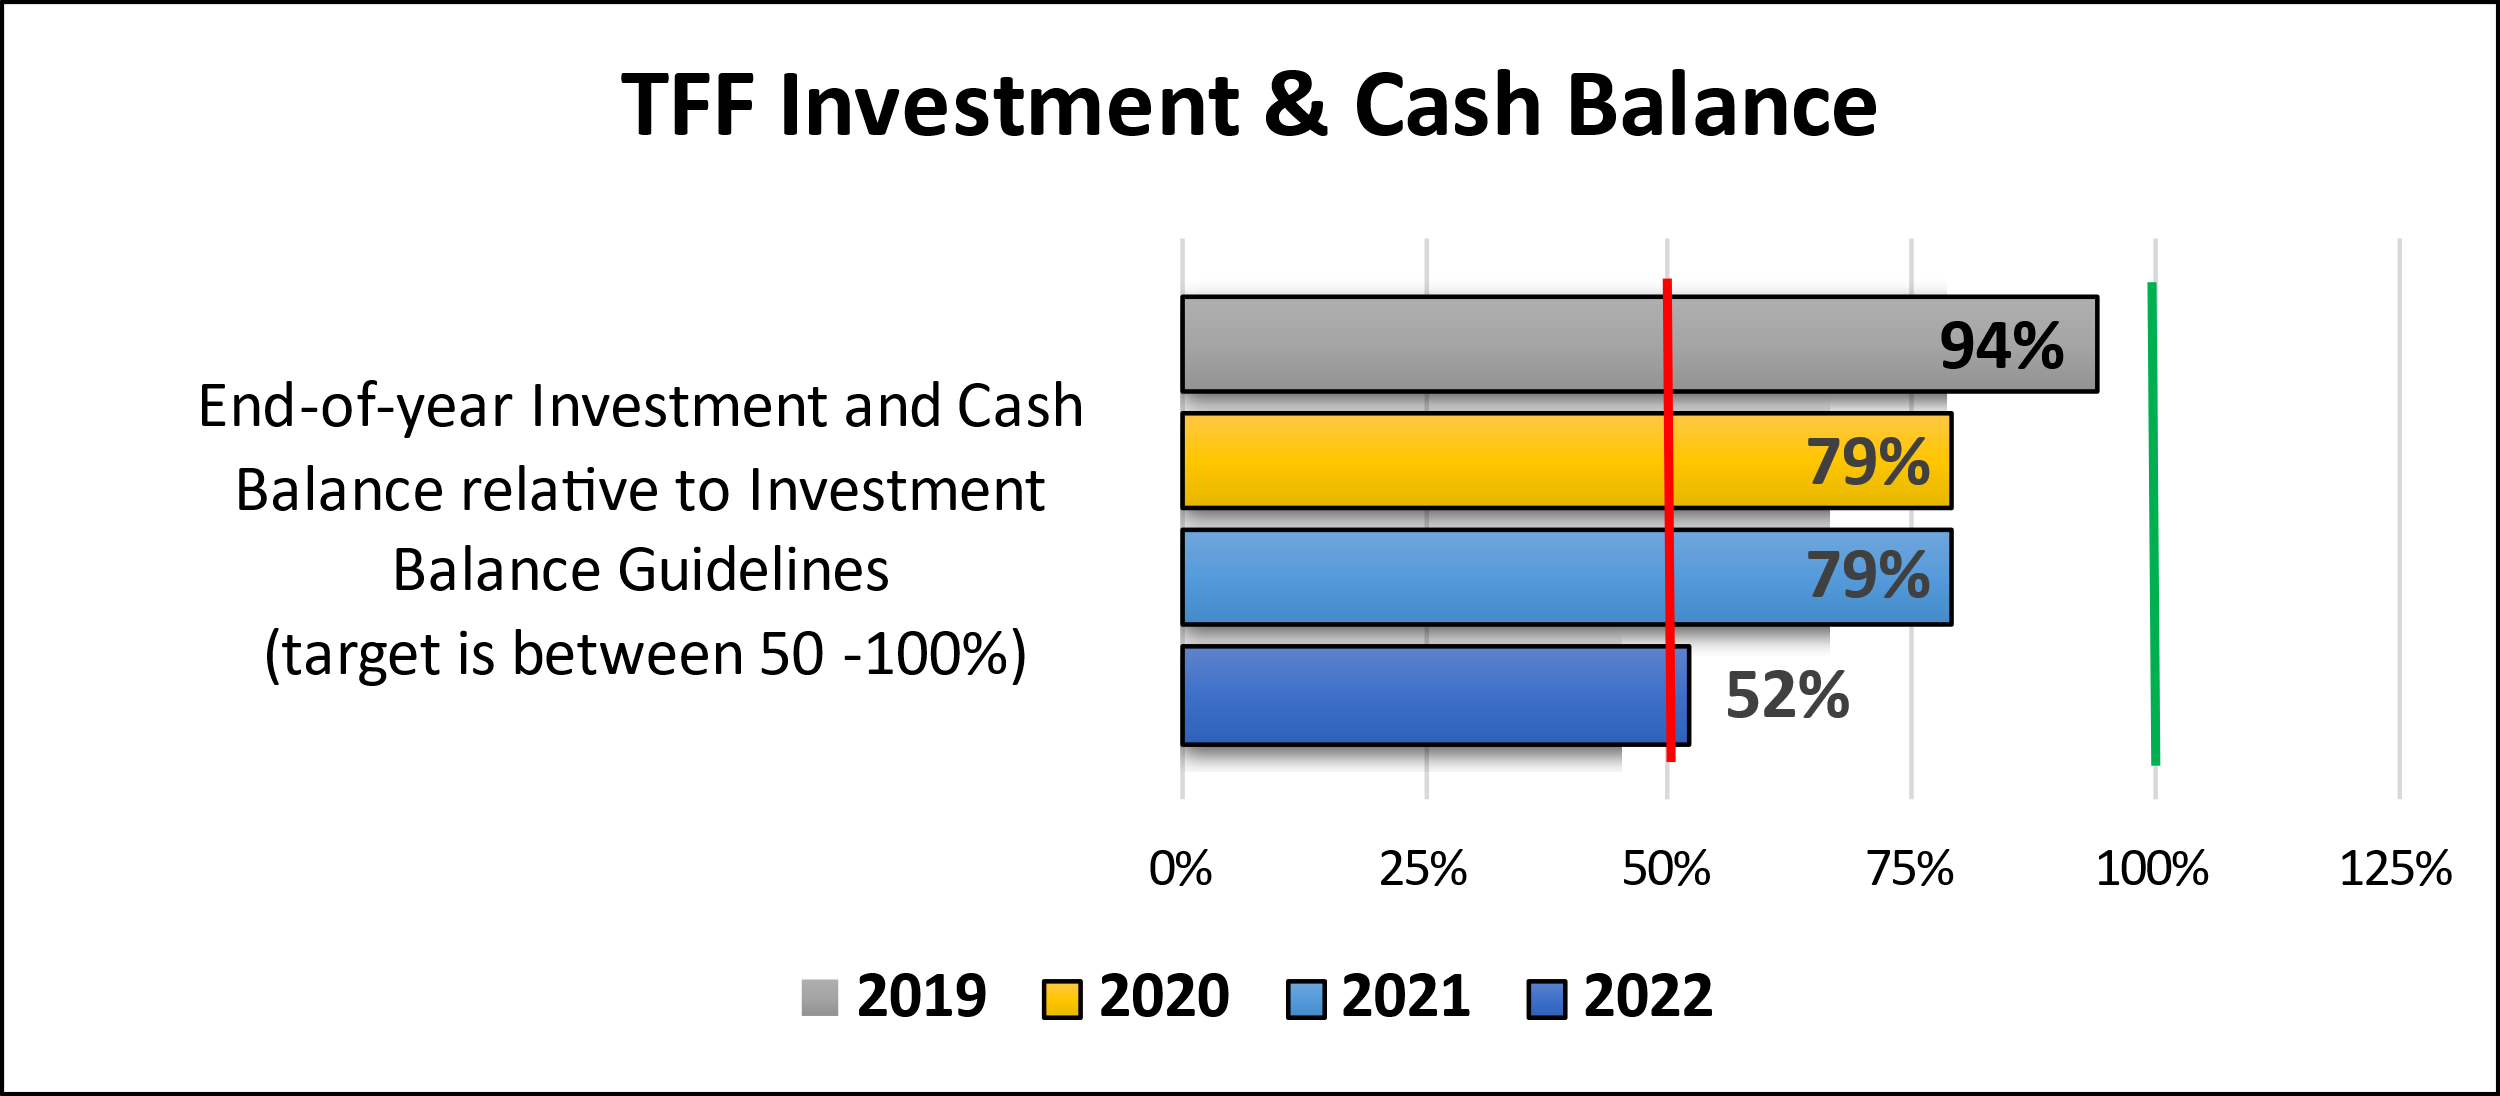 TFF Investment & Cash Balance
End-of-year Investment and Cash
Balance relative to Investment
Balance Guidelines
(target is between 50 -100%)
94%
79%
79%
52%
0% 25% 50% 75% 100% 125%
2019 2020 2021 2022